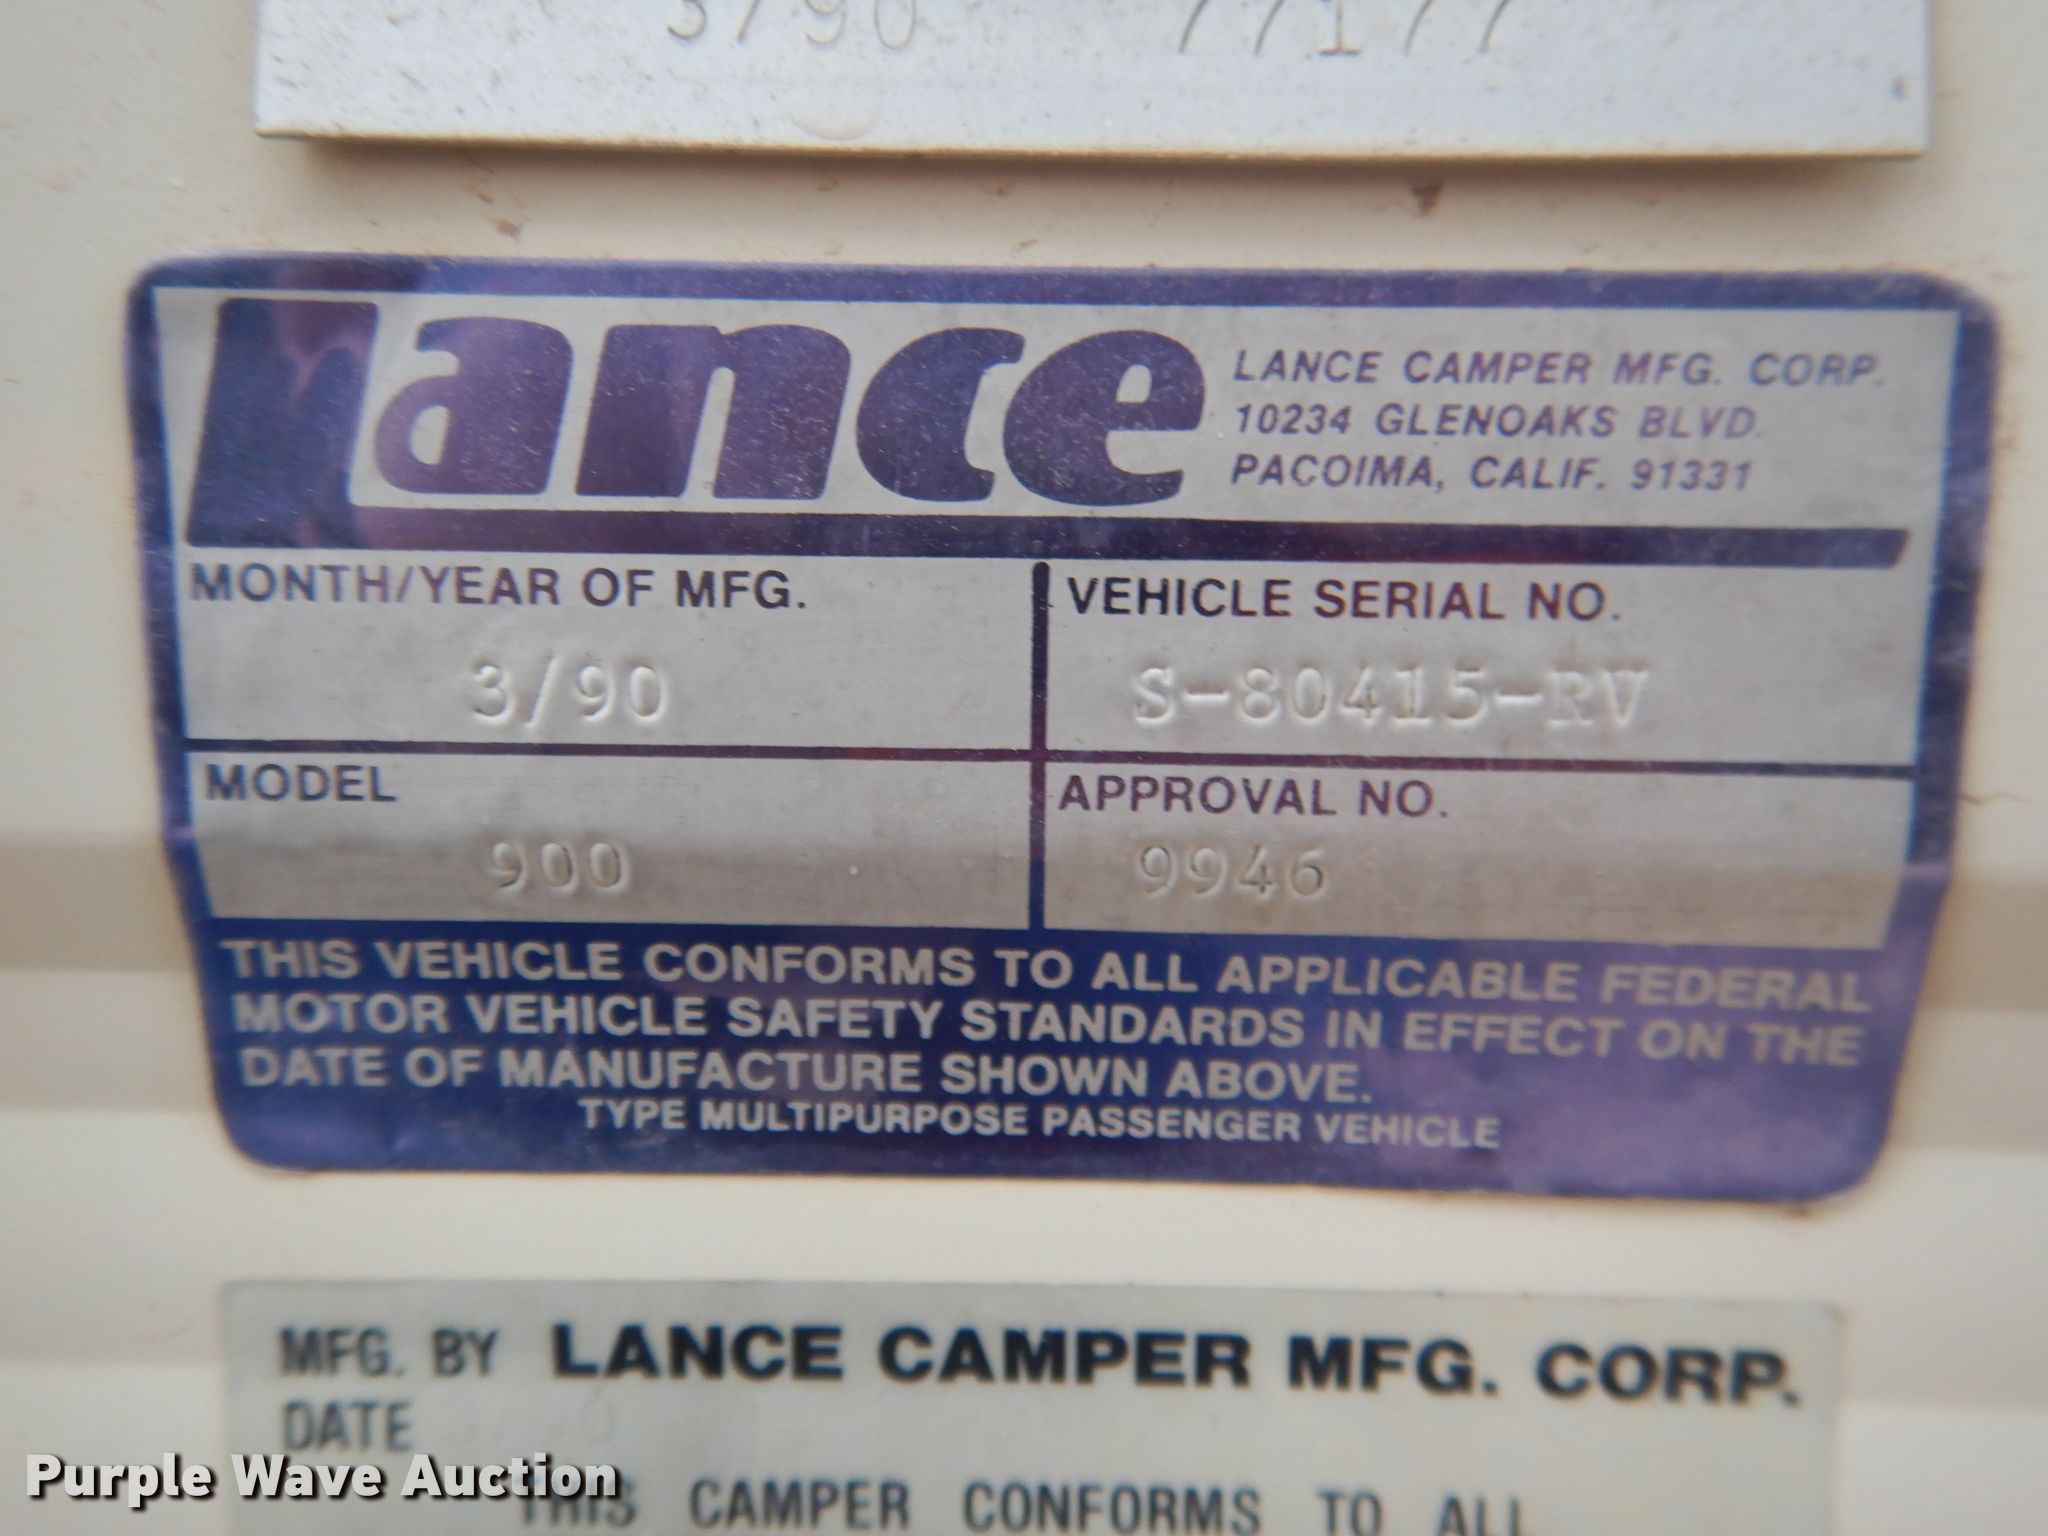 3/90 77177
lance
LANCE CAMPER MFG. CORP.
10234 GLENOAKS BLVD.
PACOIMA, CALIF. 91331
MONTH/YEAR OF MFG.
3/90
VEHICLE SERIAL NO.
S-80415-RV
MODEL
900
APPROVAL NO.
9946
THIS VEHICLE CONFORMS TO ALL APPLICABLE FEDERAL
MOTOR VEHICLE SAFETY STANDARDS IN EFFECT ON THE
DATE OF MANUFACTURE SHOWN ABOVE.
TYPE MULTIPURPOSE PASSENGER VEHICLE
MFG. BY LANCE CAMPER MFG. CORP.
DATE
THIS CAMPER CONFORMS TO ALL
Purple Wave Auction